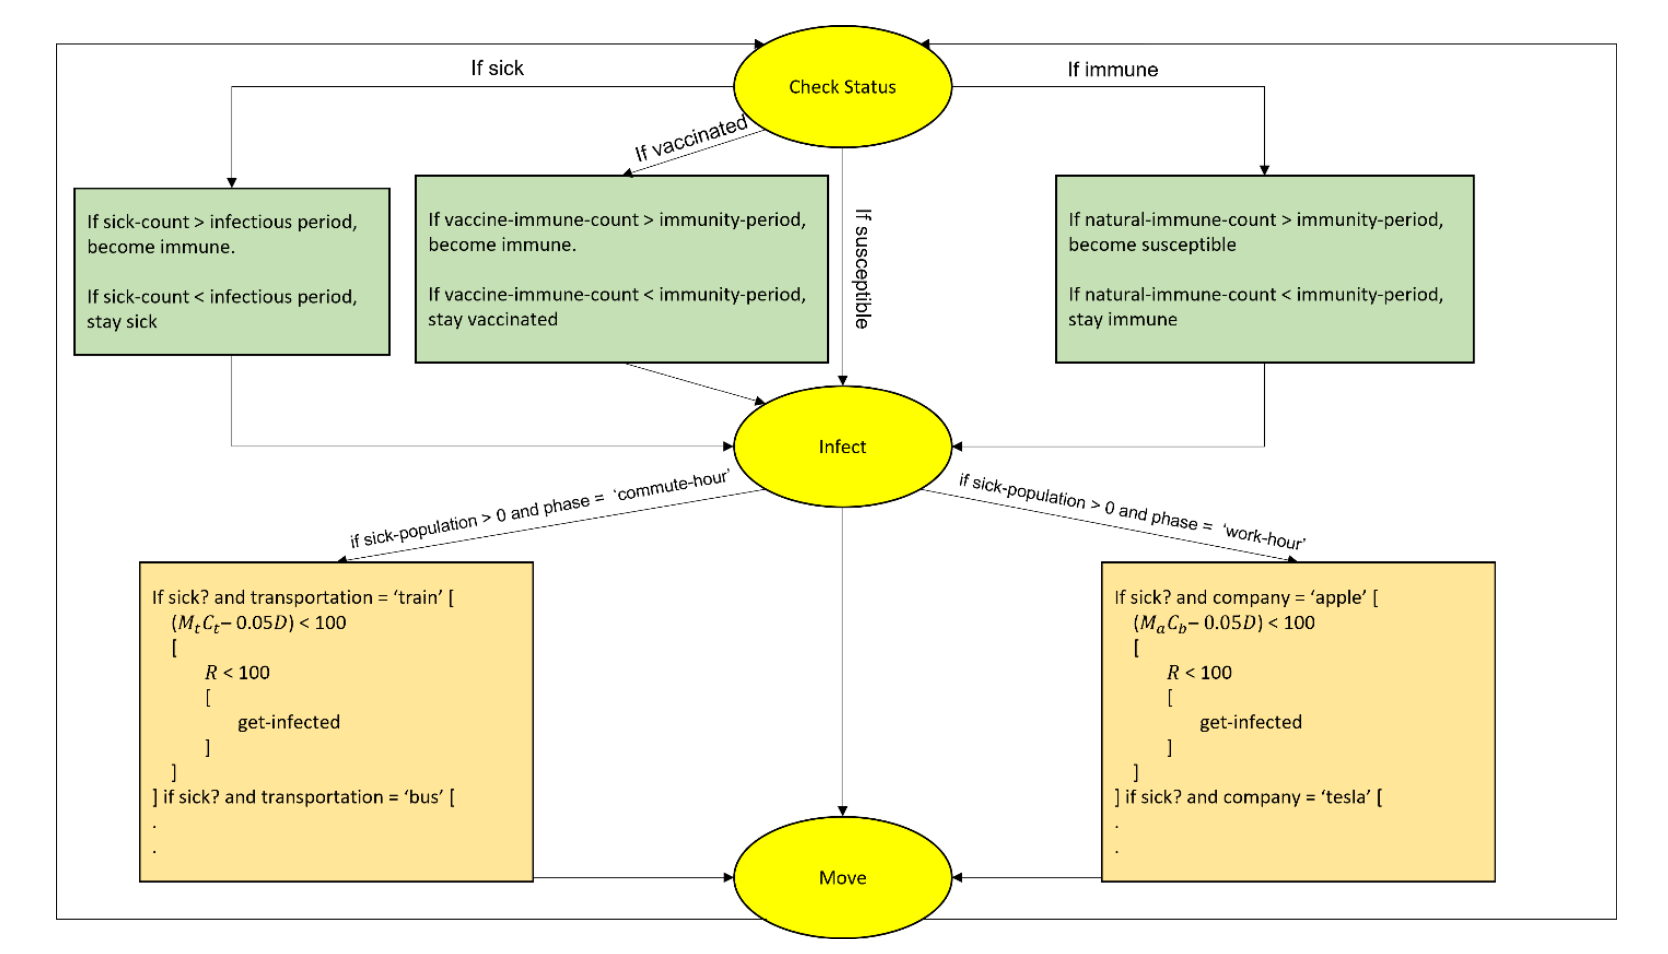 Check Status
If sick
If immune
If vaccinated
If susceptible
If sick-count > infectious period,
become immune.
If sick-count < infectious period,
stay sick
If vaccine-immune-count > immunity-period,
become immune.
If vaccine-immune-count < immunity-period,
stay vaccinated
If natural-immune-count > immunity-period,
become susceptible
If natural-immune-count < immunity-period,
stay immune
Infect
if sick-population > 0 and phase = ‘commute-hour’
if sick-population > 0 and phase = ‘work-hour’
If sick? and transportation = ‘train’ [
(MₜCₜ– 0.05D) < 100
[
R < 100
[
get-infected
]
]
] if sick? and transportation = ‘bus’ [
.
.
If sick? and company = ‘apple’ [
(MₐC_b– 0.05D) < 100
[
R < 100
[
get-infected
]
]
] if sick? and company = ‘tesla’ [
.
.
Move